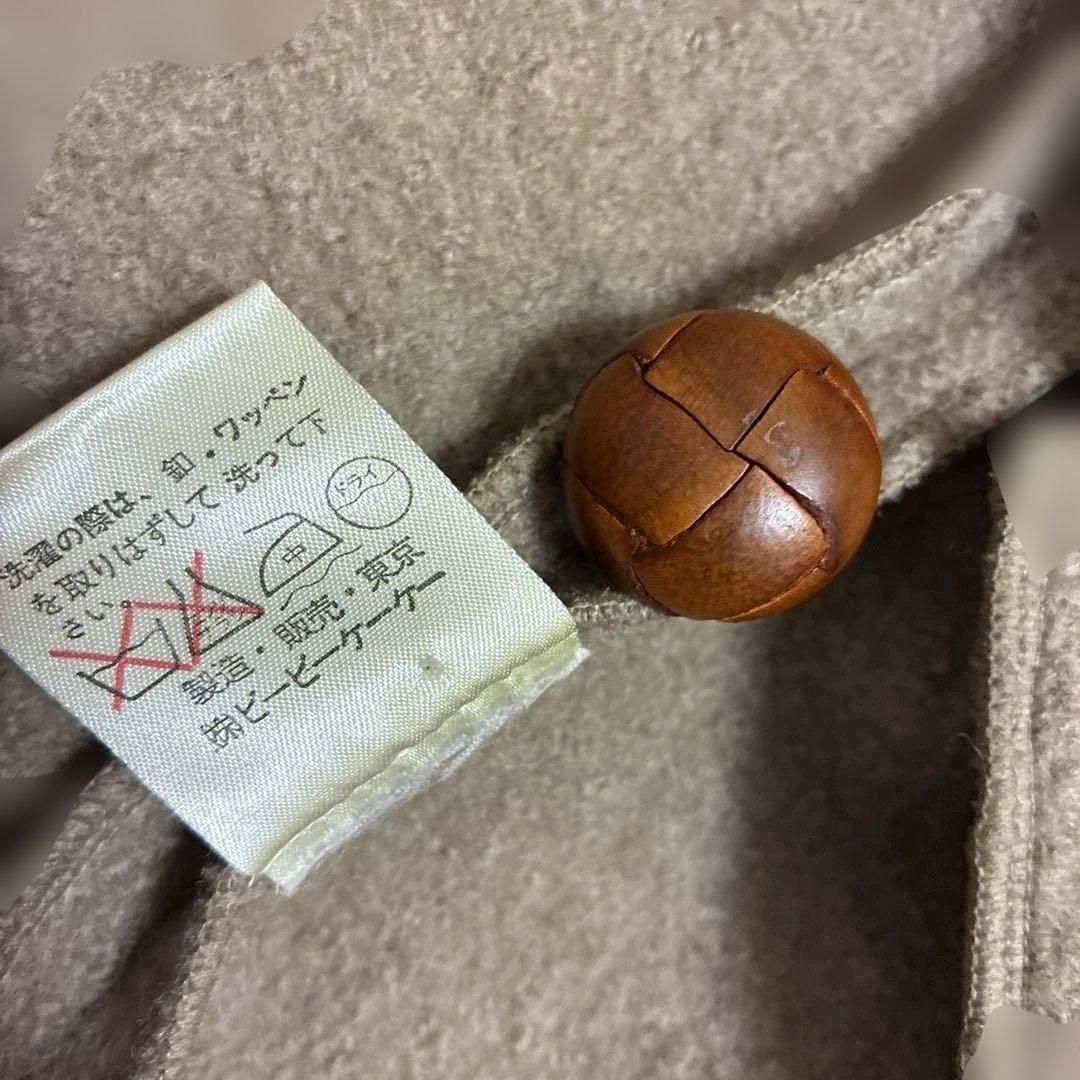 洗濯の際は、釦・ワッペン
を取りはずして洗って下
さい。
ドライ
中
製造・販売・東京
㈱ビービーケーケー